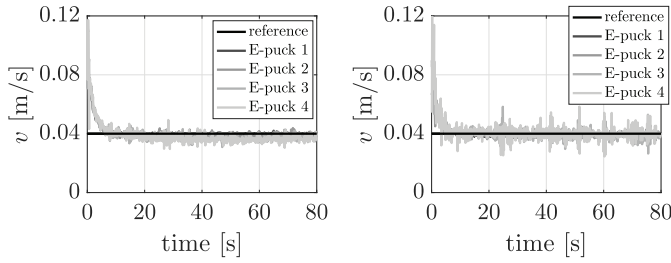 0.12
0.08
0.04
0
v [m/s]
0 20 40 60 80
time [s]
reference
E-puck 1
E-puck 2
E-puck 3
E-puck 4
0.12
0.08
0.04
0
v [m/s]
0 20 40 60 80
time [s]
reference
E-puck 1
E-puck 2
E-puck 3
E-puck 4